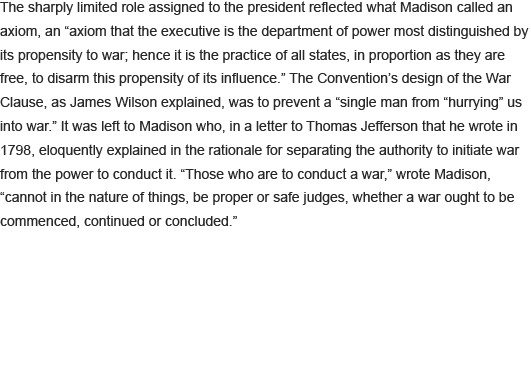 The sharply limited role assigned to the president reflected what Madison called an
axiom, an “axiom that the executive is the department of power most distinguished by
its propensity to war; hence it is the practice of all states, in proportion as they are
free, to disarm this propensity of its influence.” The Convention’s design of the War
Clause, as James Wilson explained, was to prevent a “single man from “hurrying” us
into war.” It was left to Madison who, in a letter to Thomas Jefferson that he wrote in
1798, eloquently explained in the rationale for separating the authority to initiate war
from the power to conduct it. “Those who are to conduct a war,” wrote Madison,
“cannot in the nature of things, be proper or safe judges, whether a war ought to be
commenced, continued or concluded.”